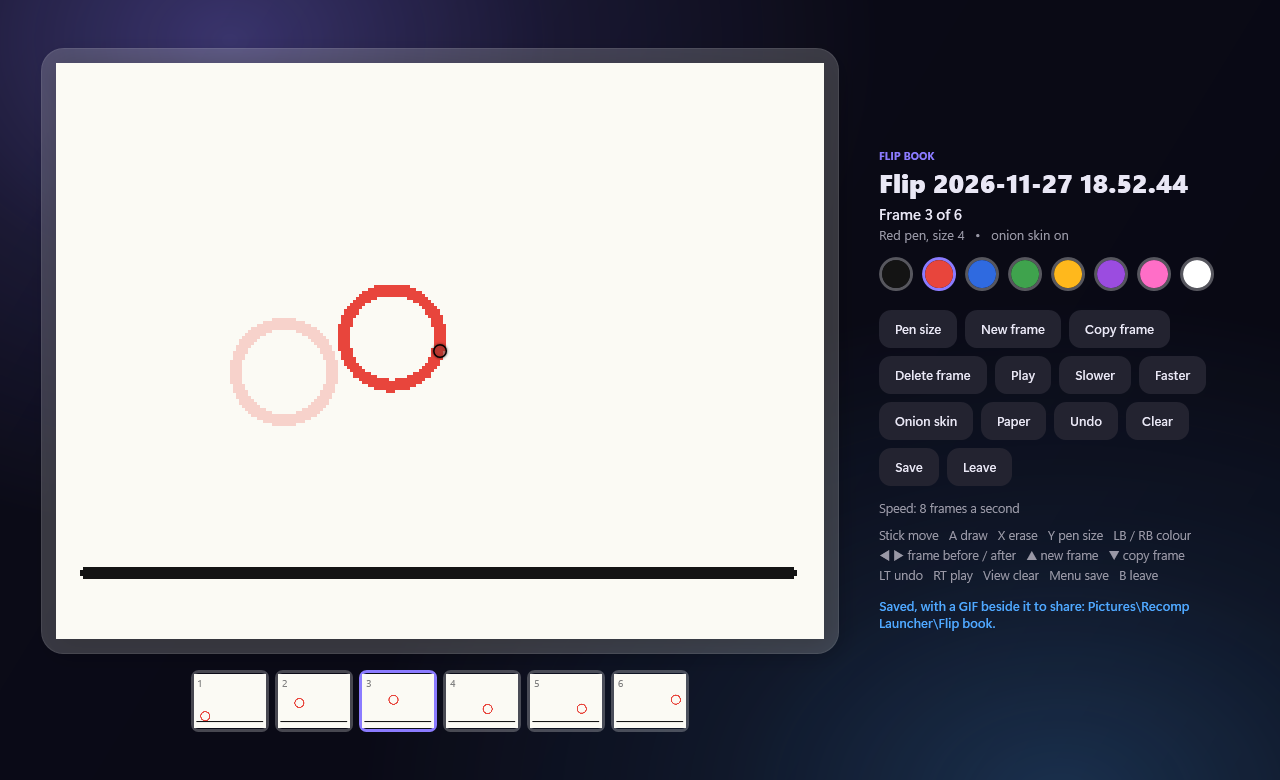 FLIP BOOK
Flip 2026-11-27 18.52.44
Frame 3 of 6
Red pen, size 4 • onion skin on
Pen size New frame Copy frame
Delete frame Play Slower Faster
Onion skin Paper Undo Clear
Save Leave
Speed: 8 frames a second
Stick move A draw X erase Y pen size LB / RB colour
◀ ▶ frame before / after ▲ new frame ▼ copy frame
LT undo RT play View clear Menu save B leave
Saved, with a GIF beside it to share: Pictures\Recomp
Launcher\Flip book.
1 2 3 4 5 6